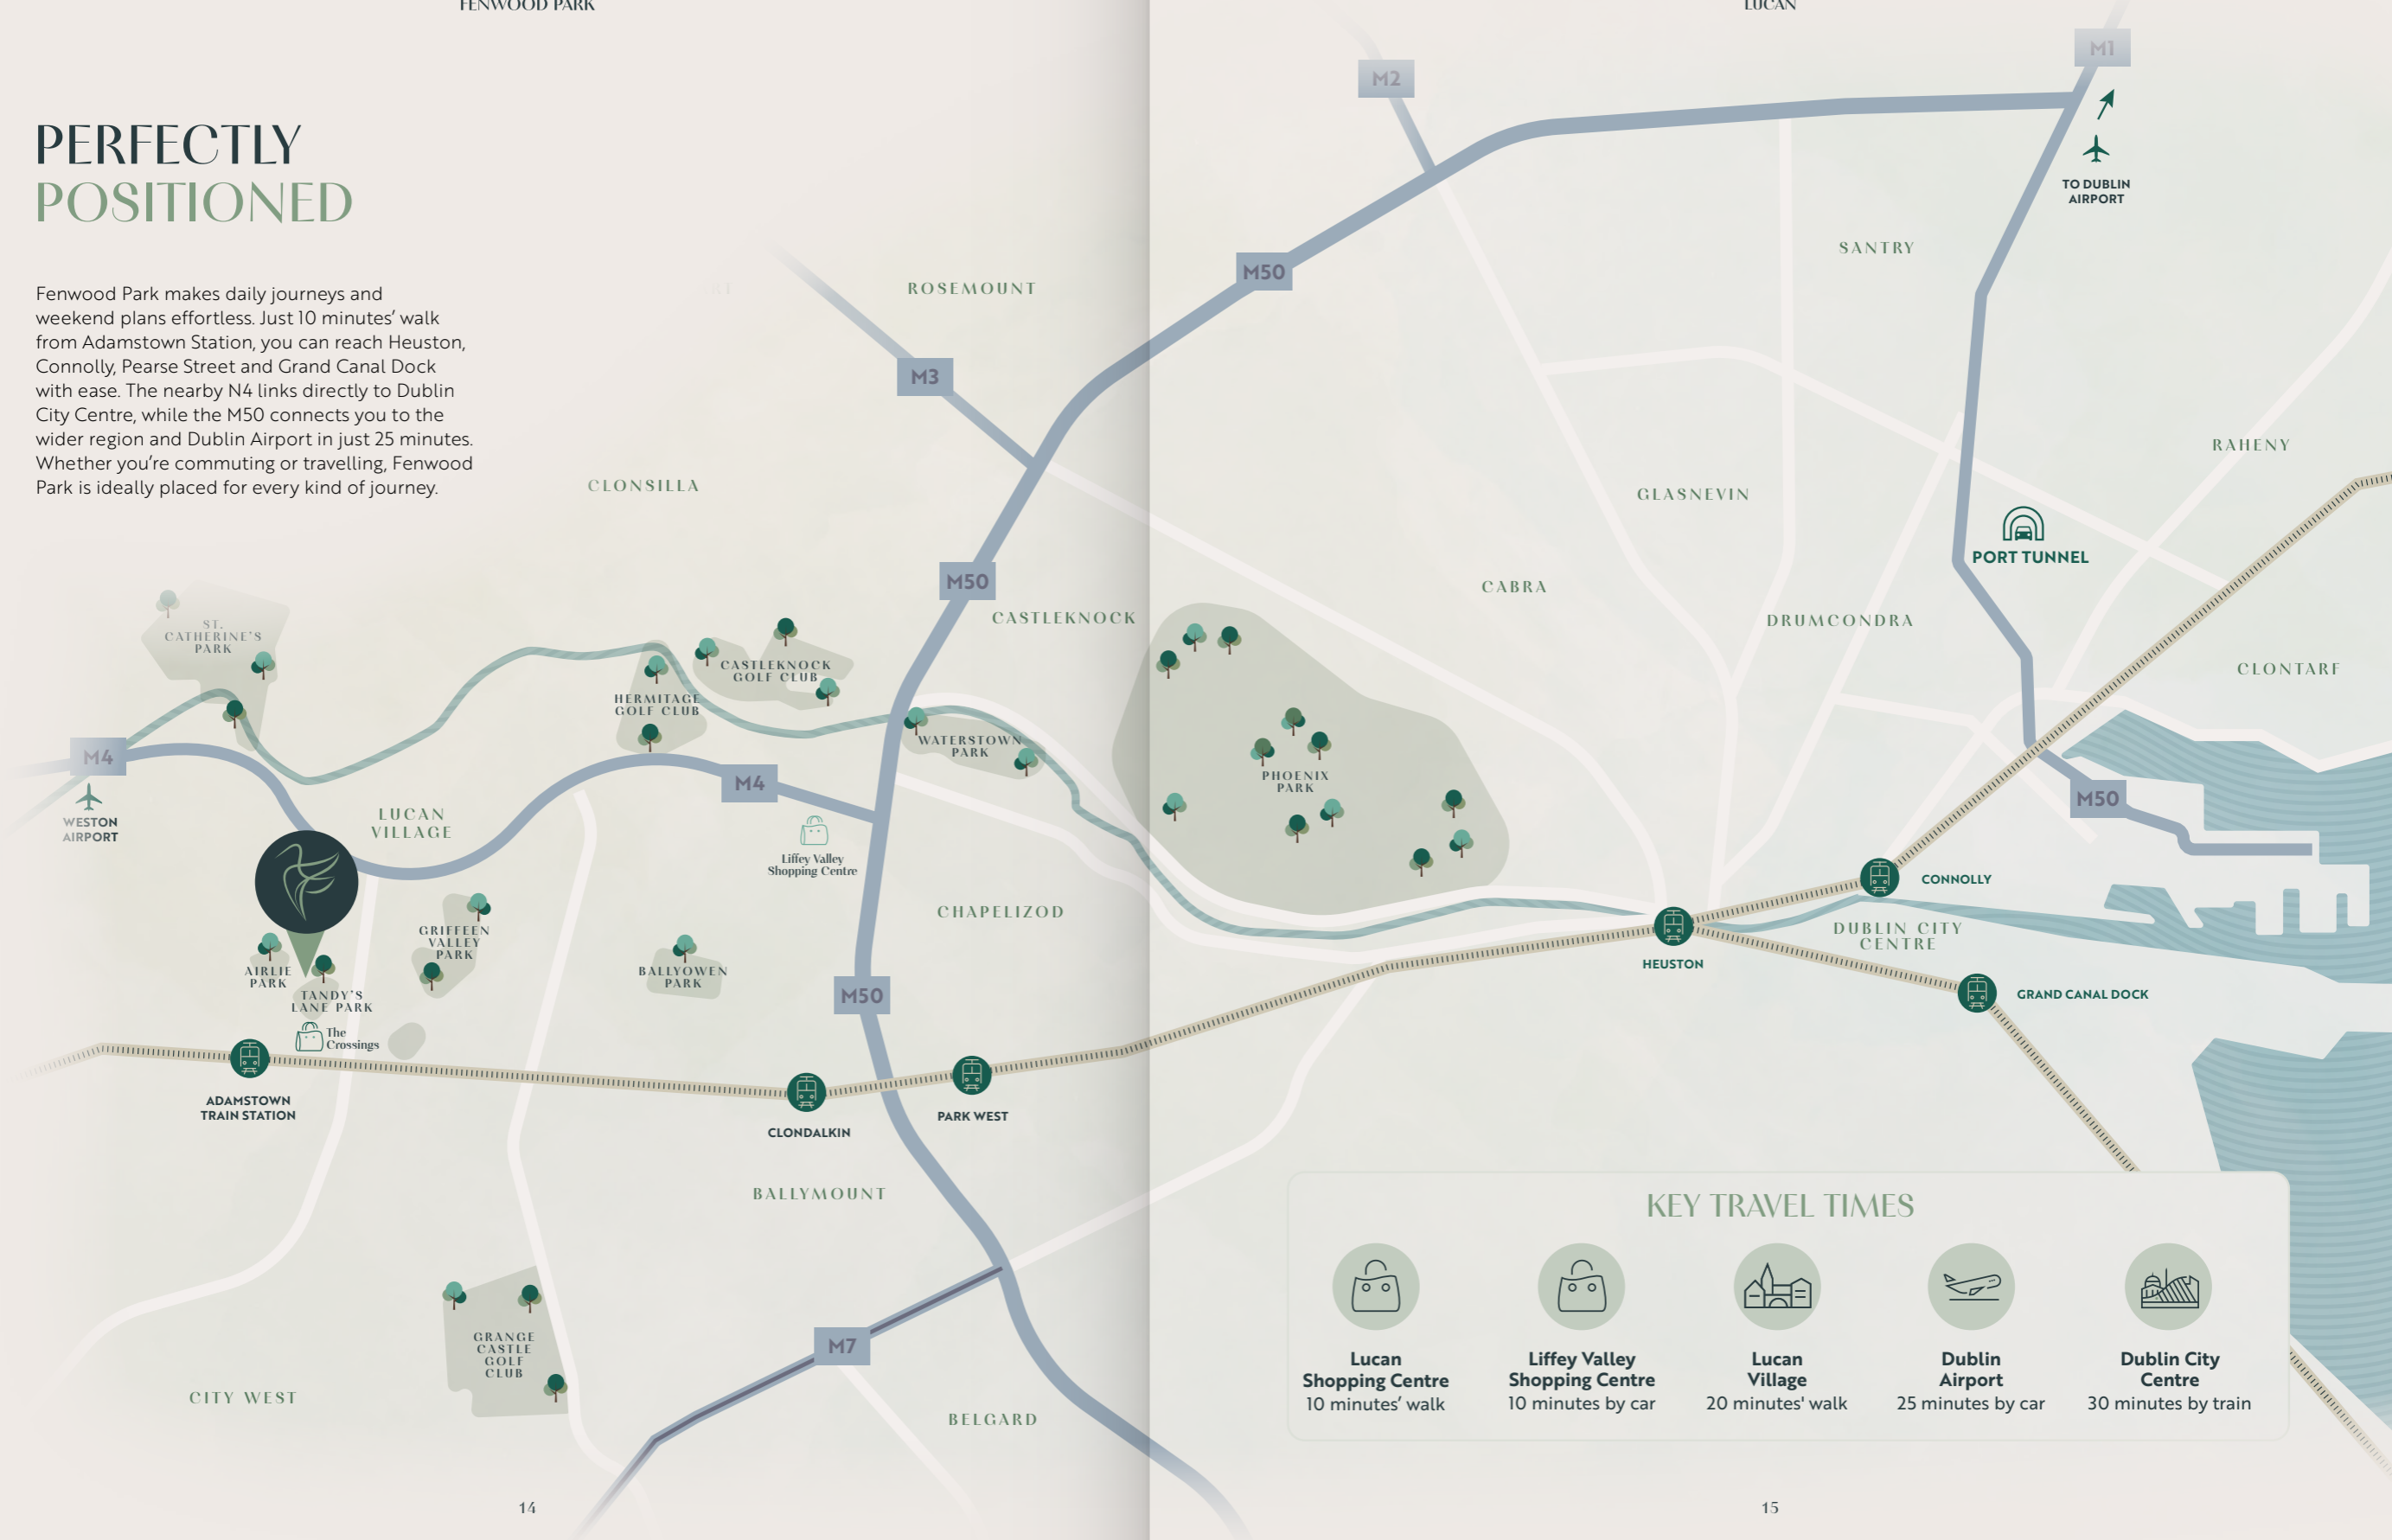 FENWOOD PARK
LUCAN
PERFECTLY
POSITIONED
Fenwood Park makes daily journeys and
weekend plans effortless. Just 10 minutes’ walk
from Adamstown Station, you can reach Heuston,
Connolly, Pearse Street and Grand Canal Dock
with ease. The nearby N4 links directly to Dublin
City Centre, while the M50 connects you to the
wider region and Dublin Airport in just 25 minutes.
Whether you’re commuting or travelling, Fenwood
Park is ideally placed for every kind of journey.
ROSEMOUNT
M3
CLONSILLA
M50
CASTLEKNOCK
ST.
CATHERINE’S
PARK
CASTLEKNOCK
GOLF CLUB
HERMITAGE
GOLF CLUB
WATERSTOWN
PARK
M4
WESTON
AIRPORT
LUCAN
VILLAGE
M4
Liffey Valley
Shopping Centre
CHAPELIZOD
GRIFFEEN
VALLEY
PARK
AIRLIE
PARK
TANDY’S
LANE PARK
The
Crossings
BALLYOWEN
PARK
M50
ADAMSTOWN
TRAIN STATION
CLONDALKIN
PARK WEST
BALLYMOUNT
GRANGE
CASTLE
GOLF
CLUB
M7
CITY WEST
BELGARD
14
M2
M1
TO DUBLIN
AIRPORT
M50
SANTRY
RAHENY
GLASNEVIN
PORT TUNNEL
CABRA
DRUMCONDRA
CLONTARF
PHOENIX
PARK
M50
CONNOLLY
DUBLIN CITY
CENTRE
HEUSTON
GRAND CANAL DOCK
KEY TRAVEL TIMES
Lucan
Shopping Centre
10 minutes’ walk
Liffey Valley
Shopping Centre
10 minutes by car
Lucan
Village
20 minutes' walk
Dublin
Airport
25 minutes by car
Dublin City
Centre
30 minutes by train
15